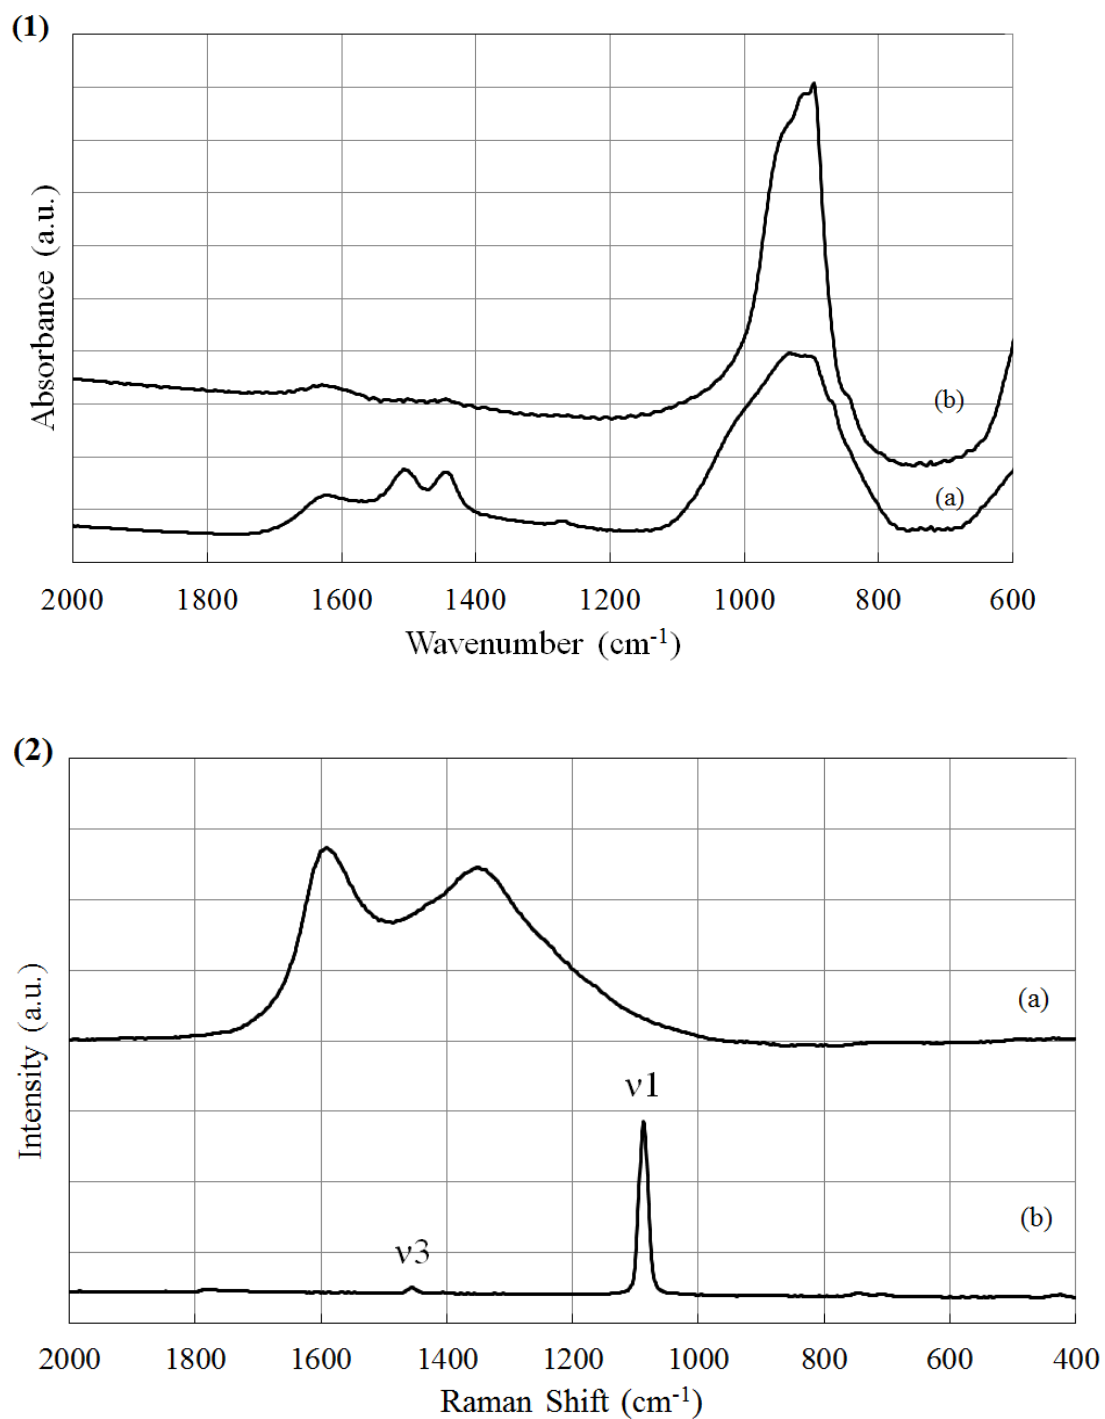 (1)
Absorbance (a.u.)
(b)
(a)
2000 1800 1600 1400 1200 1000 800 600
Wavenumber (cm⁻¹)
(2)
Intensity (a.u.)
(a)
ν1
(b)
ν3
2000 1800 1600 1400 1200 1000 800 600 400
Raman Shift (cm⁻¹)